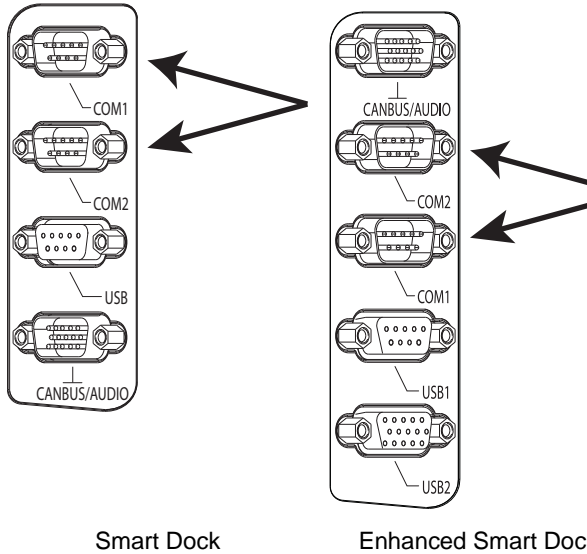 COM1
COM2
USB
CANBUS/AUDIO
CANBUS/AUDIO
COM2
COM1
USB1
USB2
Smart Dock
Enhanced Smart Doc